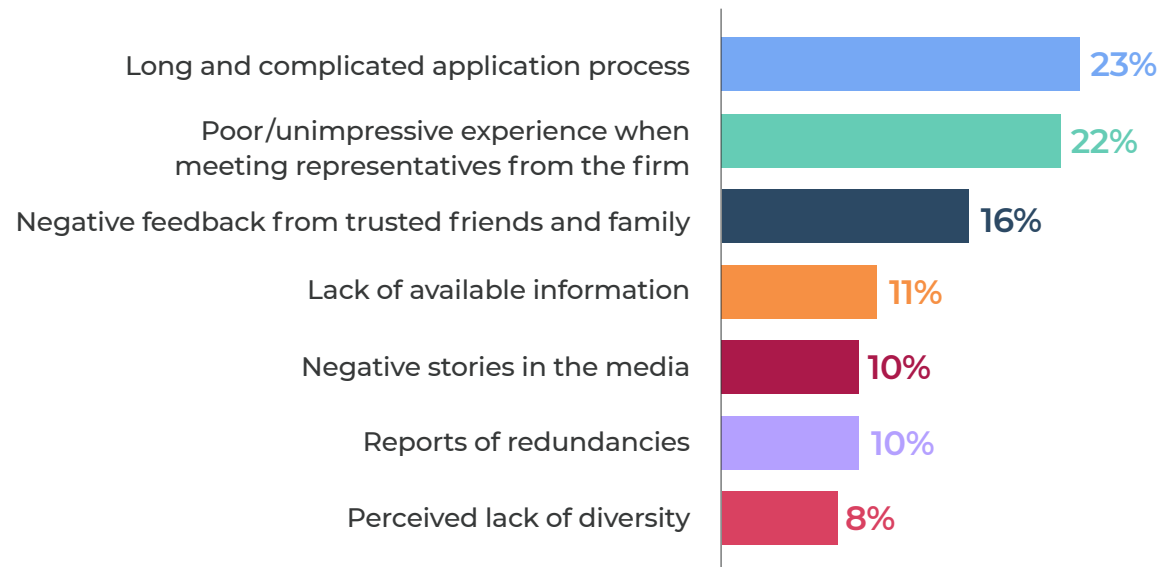 Long and complicated application process
23%
Poor/unimpressive experience when
meeting representatives from the firm
22%
Negative feedback from trusted friends and family
16%
Lack of available information
11%
Negative stories in the media
10%
Reports of redundancies
10%
Perceived lack of diversity
8%